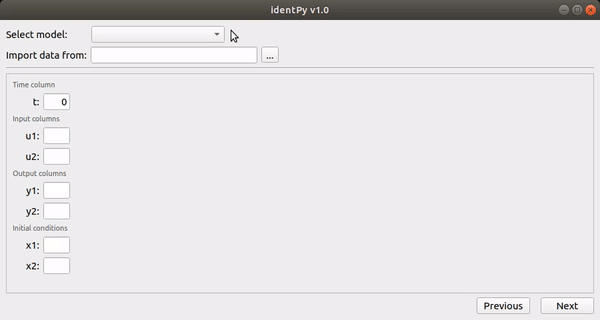 identPy v1.0
Select model:
Import data from: ...
Time column
t: 0
Input columns
u1:
u2:
Output columns
y1:
y2:
Initial conditions
x1:
x2:
Previous Next